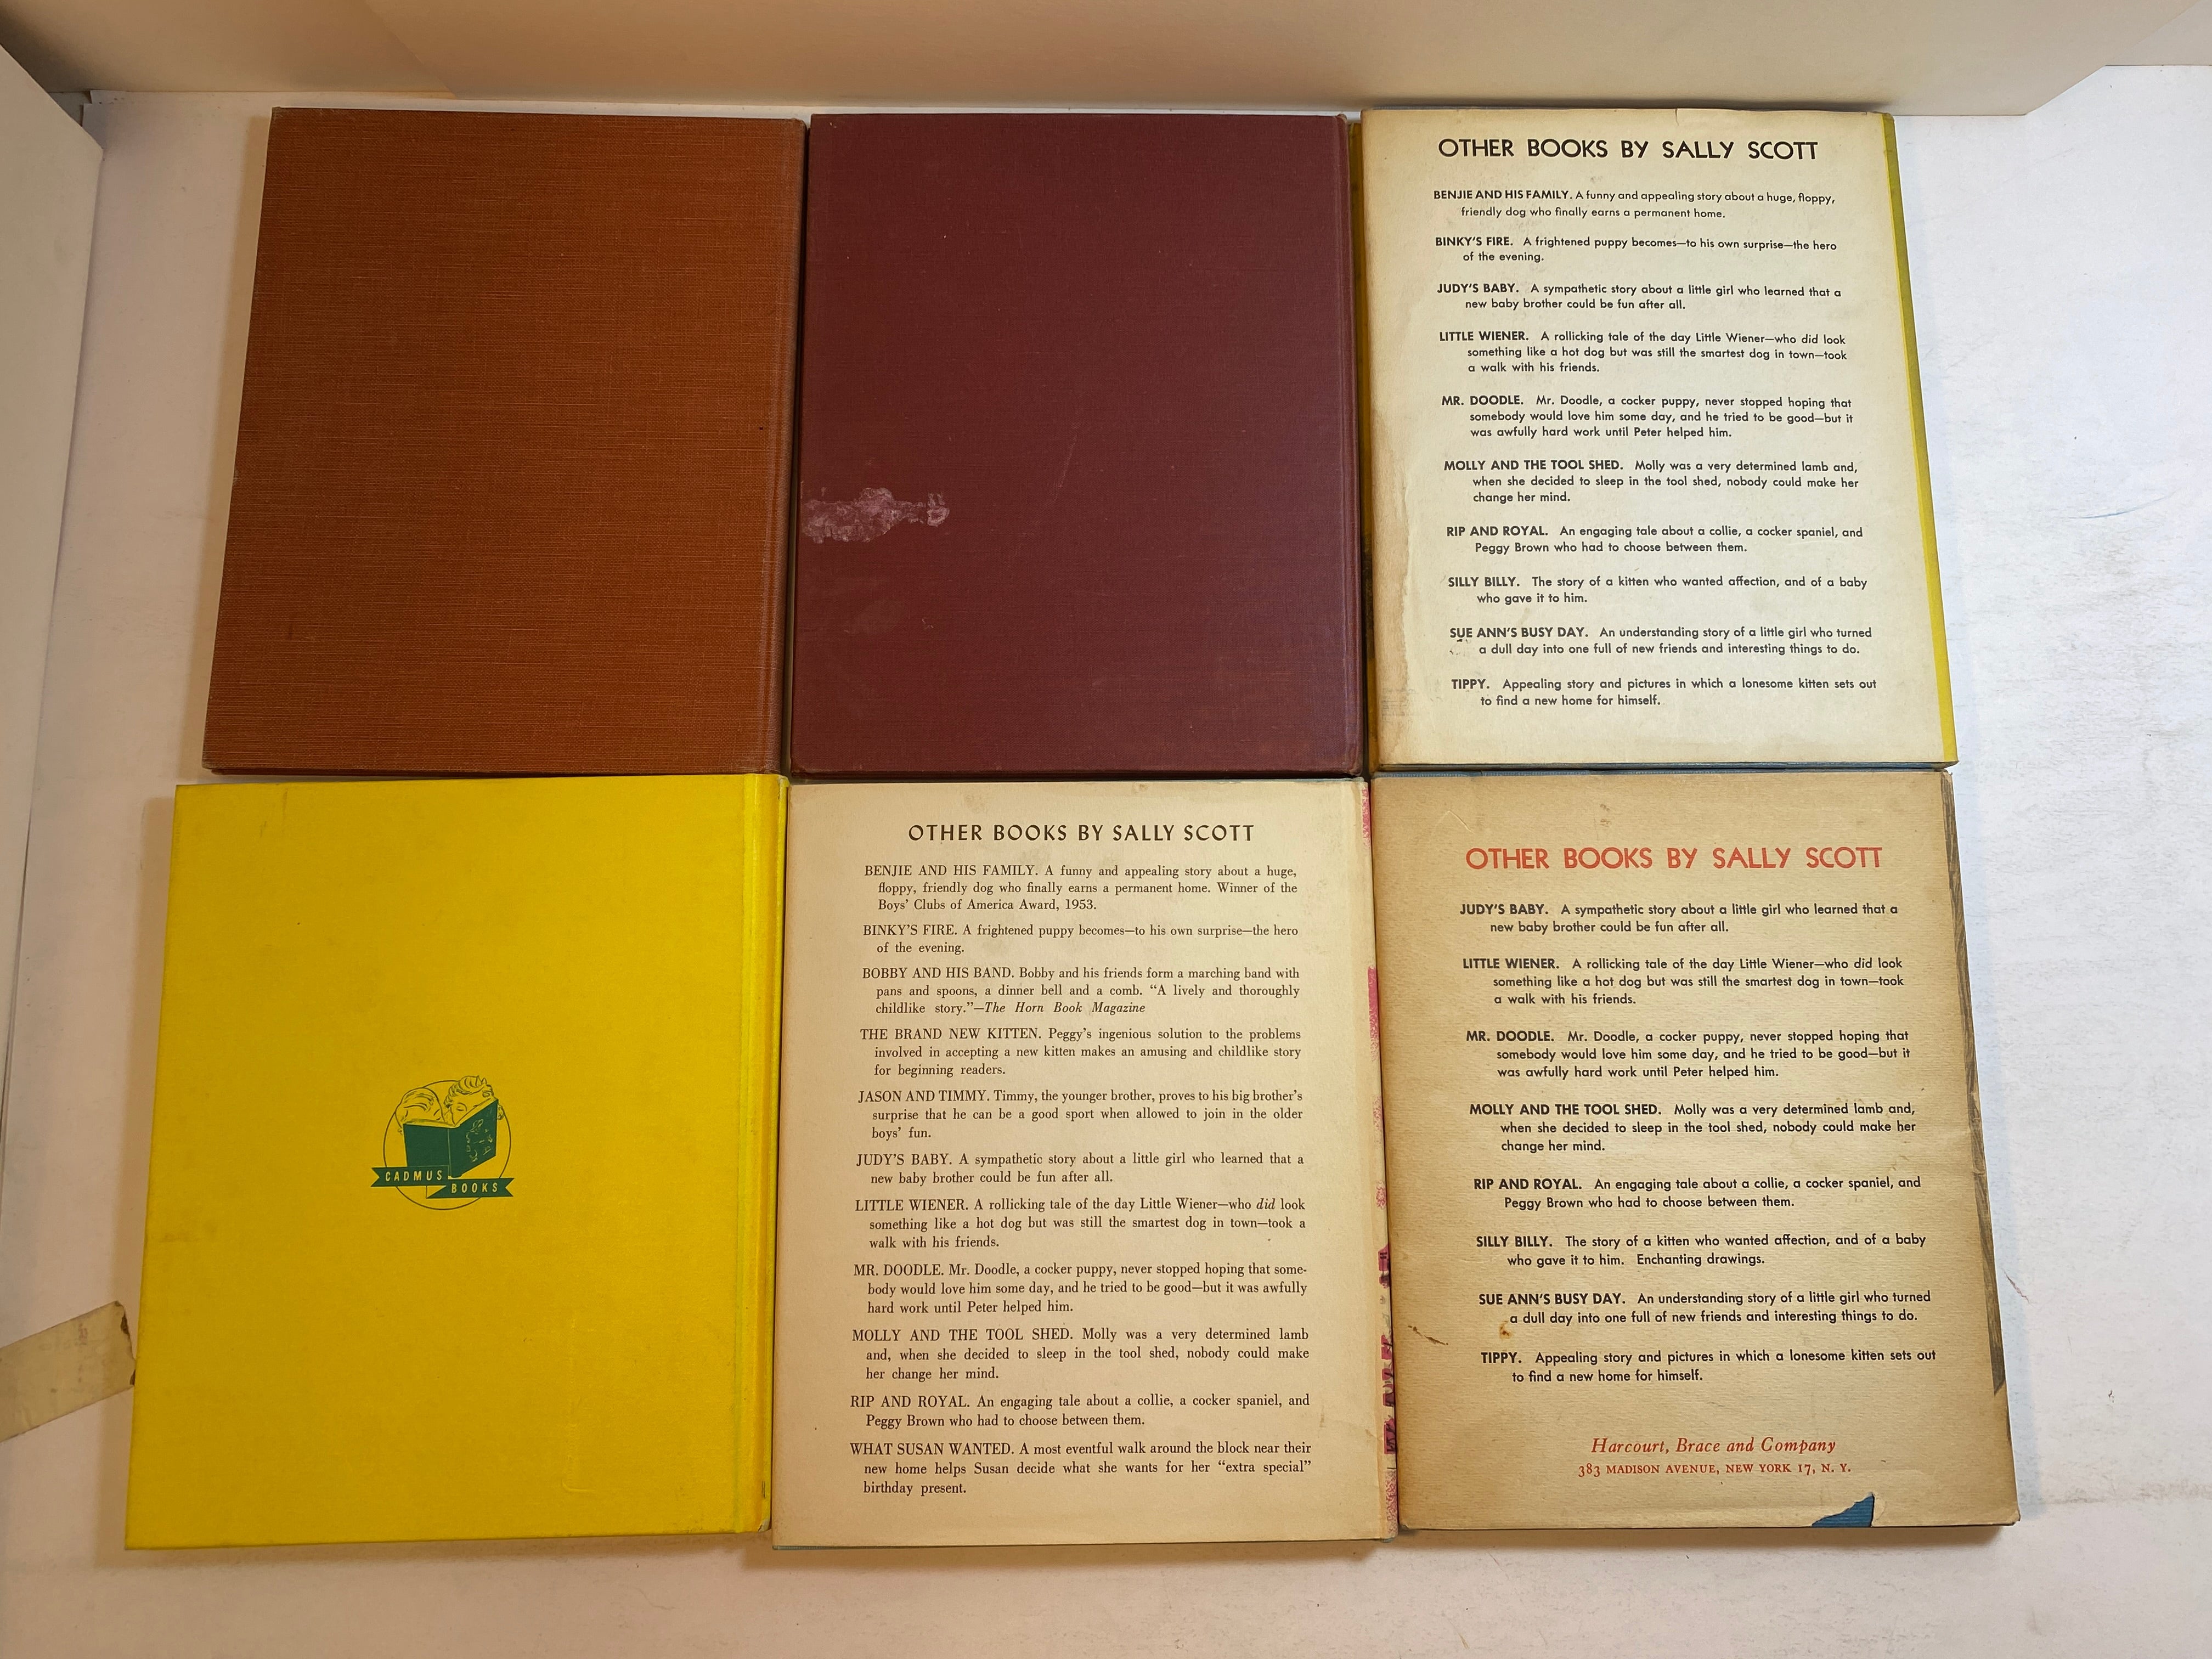 OTHER BOOKS BY SALLY SCOTT
BENJIE AND HIS FAMILY. A funny and appealing story about a huge, floppy,
friendly dog who finally earns a permanent home.
BINKY'S FIRE. A frightened puppy becomes—to his own surprise—the hero
of the evening.
JUDY'S BABY. A sympathetic story about a little girl who learned that a
new baby brother could be fun after all.
LITTLE WIENER. A rollicking tale of the day Little Wiener—who did look
something like a hot dog but was still the smartest dog in town—took
a walk with his friends.
MR. DOODLE. Mr. Doodle, a cocker puppy, never stopped hoping that
somebody would love him some day, and he tried to be good—but it
was awfully hard work until Peter helped him.
MOLLY AND THE TOOL SHED. Molly was a very determined lamb and,
when she decided to sleep in the tool shed, nobody could make her
change her mind.
RIP AND ROYAL. An engaging tale about a collie, a cocker spaniel, and
Peggy Brown who had to choose between them.
SILLY BILLY. The story of a kitten who wanted affection, and of a baby
who gave it to him.
SUE ANN'S BUSY DAY. An understanding story of a little girl who turned
a dull day into one full of new friends and interesting things to do.
TIPPY. Appealing story and pictures in which a lonesome kitten sets out
to find a new home for himself.
CADMUS
BOOKS
OTHER BOOKS BY SALLY SCOTT
BENJIE AND HIS FAMILY. A funny and appealing story about a huge,
floppy, friendly dog who finally earns a permanent home. Winner of the
Boys' Clubs of America Award, 1953.
BINKY'S FIRE. A frightened puppy becomes—to his own surprise—the hero
of the evening.
BOBBY AND HIS BAND. Bobby and his friends form a marching band with
pans and spoons, a dinner bell and a comb. "A lively and thoroughly
childlike story."—The Horn Book Magazine
THE BRAND NEW KITTEN. Peggy's ingenious solution to the problems
involved in accepting a new kitten makes an amusing and childlike story
for beginning readers.
JASON AND TIMMY. Timmy, the younger brother, proves to his big brother's
surprise that he can be a good sport when allowed to join in the older
boys' fun.
JUDY'S BABY. A sympathetic story about a little girl who learned that a
new baby brother could be fun after all.
LITTLE WIENER. A rollicking tale of the day Little Wiener—who did look
something like a hot dog but was still the smartest dog in town—took a
walk with his friends.
MR. DOODLE. Mr. Doodle, a cocker puppy, never stopped hoping that some-
body would love him some day, and he tried to be good—but it was awfully
hard work until Peter helped him.
MOLLY AND THE TOOL SHED. Molly was a very determined lamb
and, when she decided to sleep in the tool shed, nobody could make
her change her mind.
RIP AND ROYAL. An engaging tale about a collie, a cocker spaniel, and
Peggy Brown who had to choose between them.
WHAT SUSAN WANTED. A most eventful walk around the block near their
new home helps Susan decide what she wants for her "extra special"
birthday present.
OTHER BOOKS BY SALLY SCOTT
JUDY'S BABY. A sympathetic story about a little girl who learned that a
new baby brother could be fun after all.
LITTLE WIENER. A rollicking tale of the day Little Wiener—who did look
something like a hot dog but was still the smartest dog in town—took
a walk with his friends.
MR. DOODLE. Mr. Doodle, a cocker puppy, never stopped hoping that
somebody would love him some day, and he tried to be good—but it
was awfully hard work until Peter helped him.
MOLLY AND THE TOOL SHED. Molly was a very determined lamb and,
when she decided to sleep in the tool shed, nobody could make her
change her mind.
RIP AND ROYAL. An engaging tale about a collie, a cocker spaniel, and
Peggy Brown who had to choose between them.
SILLY BILLY. The story of a kitten who wanted affection, and of a baby
who gave it to him. Enchanting drawings.
SUE ANN'S BUSY DAY. An understanding story of a little girl who turned
a dull day into one full of new friends and interesting things to do.
TIPPY. Appealing story and pictures in which a lonesome kitten sets out
to find a new home for himself.
Harcourt, Brace and Company
383 MADISON AVENUE, NEW YORK 17, N. Y.